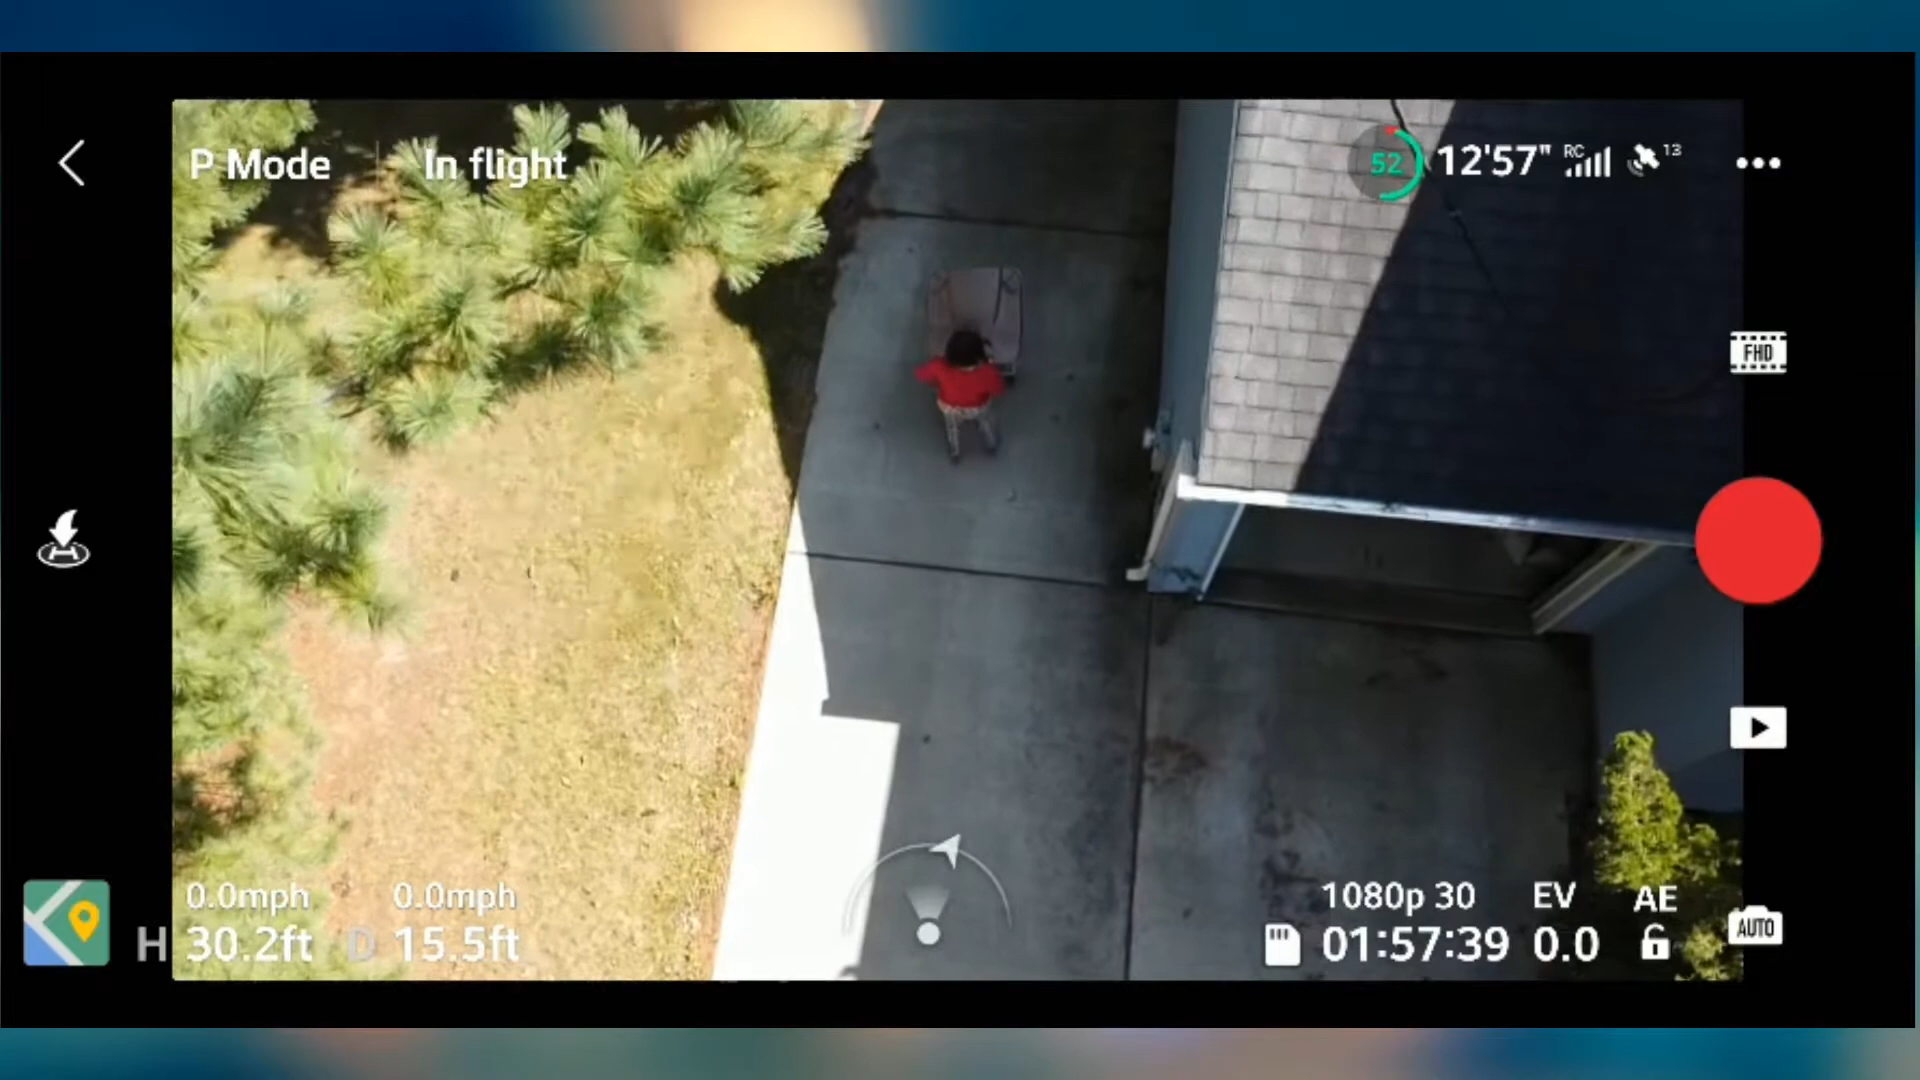 P Mode In flight
52 12'57" RC 13
FHD
0.0mph 0.0mph
H 30.2ft D 15.5ft
1080p 30 EV AE
01:57:39 0.0
AUTO